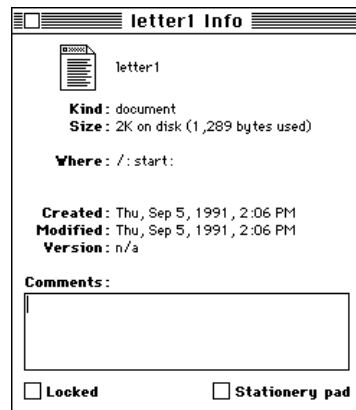 letter1 Info
letter1
Kind: document
Size: 2K on disk (1,289 bytes used)
Where: /: start:
Created: Thu, Sep 5, 1991, 2:06 PM
Modified: Thu, Sep 5, 1991, 2:06 PM
Version: n/a
Comments:
Locked Stationery pad